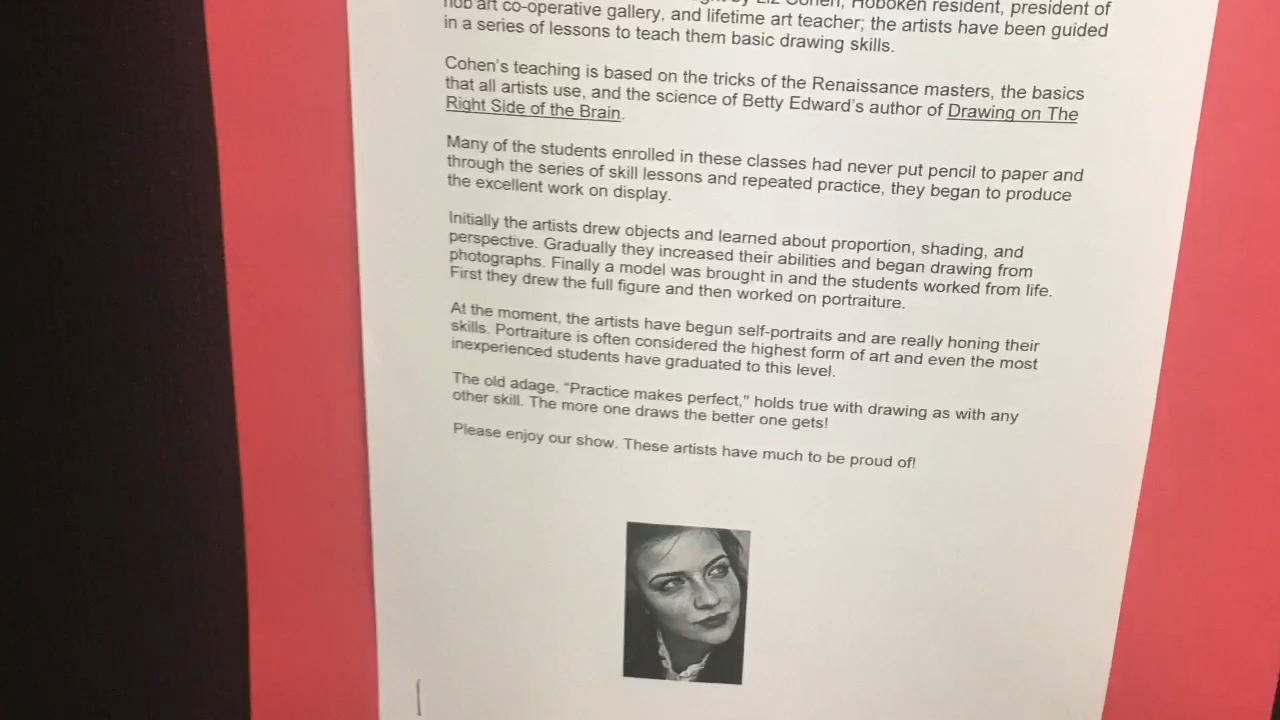 by Liz Cohen, Hoboken resident, president of
hob art co-operative gallery, and lifetime art teacher; the artists have been guided
in a series of lessons to teach them basic drawing skills.
Cohen's teaching is based on the tricks of the Renaissance masters, the basics
that all artists use, and the science of Betty Edward's author of Drawing on The
Right Side of the Brain.
Many of the students enrolled in these classes had never put pencil to paper and
through the series of skill lessons and repeated practice, they began to produce
the excellent work on display.
Initially the artists drew objects and learned about proportion, shading, and
perspective. Gradually they increased their abilities and began drawing from
photographs. Finally a model was brought in and the students worked from life.
First they drew the full figure and then worked on portraiture.
At the moment, the artists have begun self-portraits and are really honing their
skills. Portraiture is often considered the highest form of art and even the most
inexperienced students have graduated to this level.
The old adage, “Practice makes perfect,” holds true with drawing as with any
other skill. The more one draws the better one gets!
Please enjoy our show. These artists have much to be proud of!